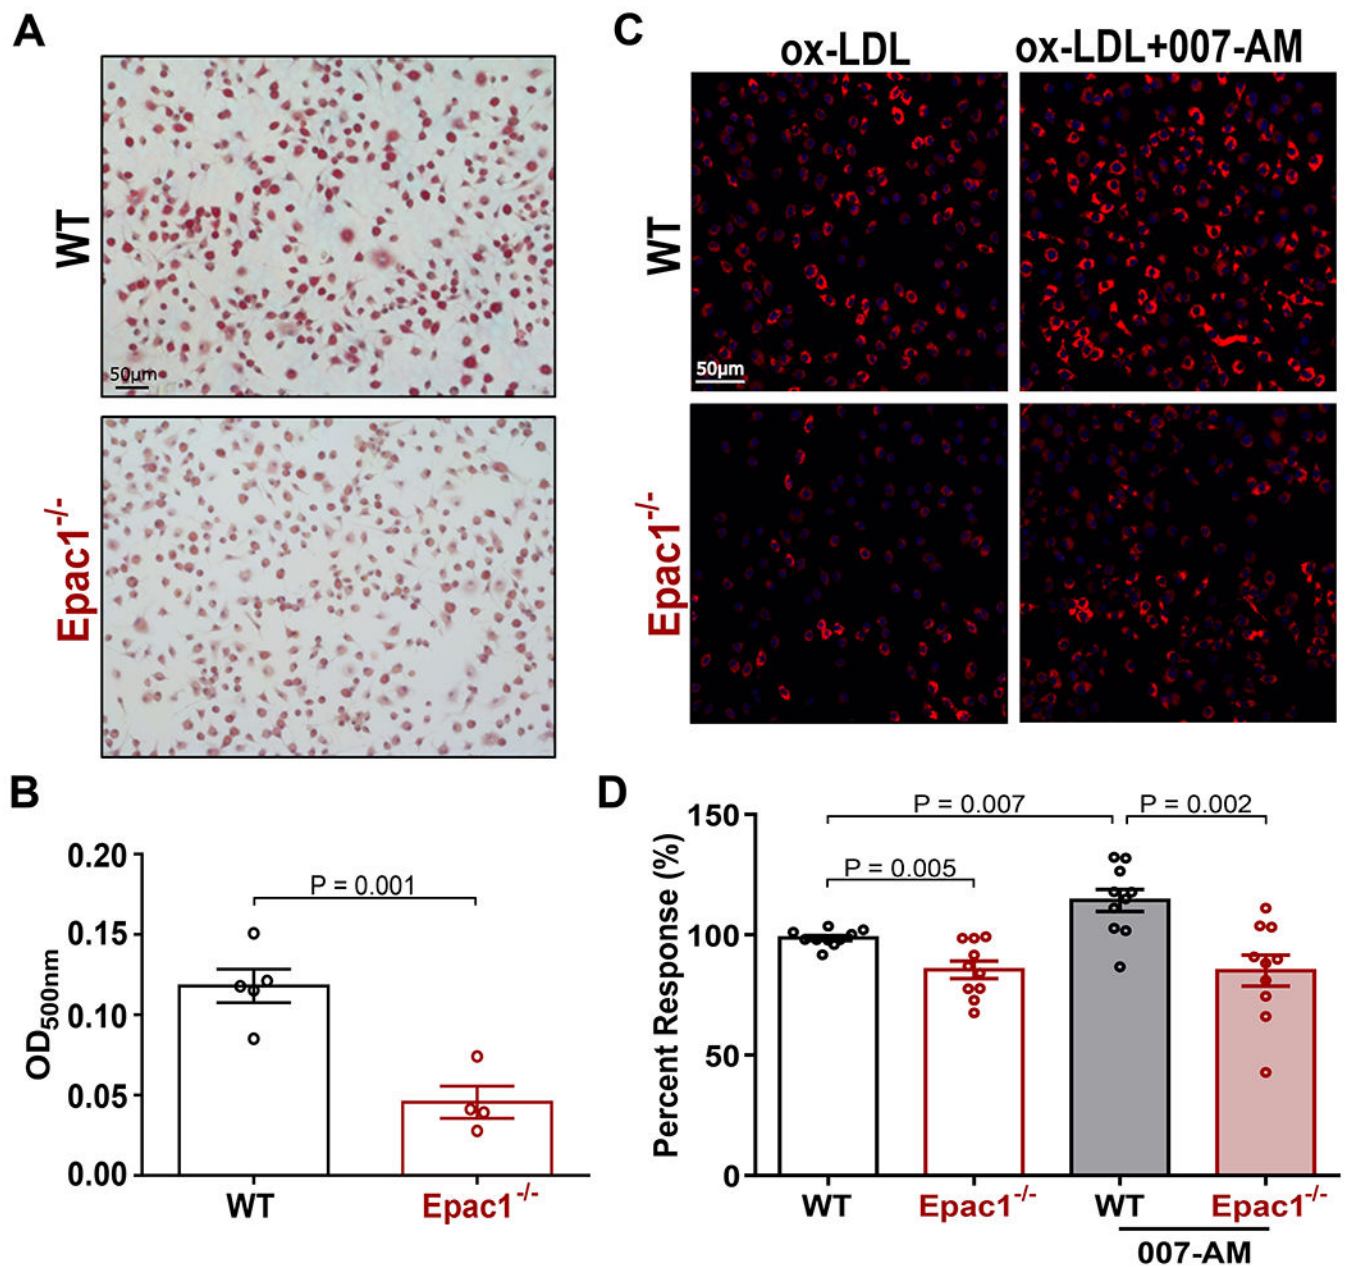 A
WT
50µm
Epac1-/-
C
ox-LDL
ox-LDL+007-AM
WT
50µm
Epac1-/-
B
OD500nm
0.20
0.15
0.10
0.05
0.00
P = 0.001
WT
Epac1-/-
D
Percent Response (%)
150
100
50
0
P = 0.007
P = 0.002
P = 0.005
WT
Epac1-/-
WT
Epac1-/-
007-AM